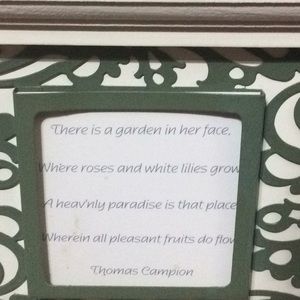 There is a garden in her face,
Where roses and white lilies grow
A heav'nly paradise is that place
Wherein all pleasant fruits do flow
Thomas Campion